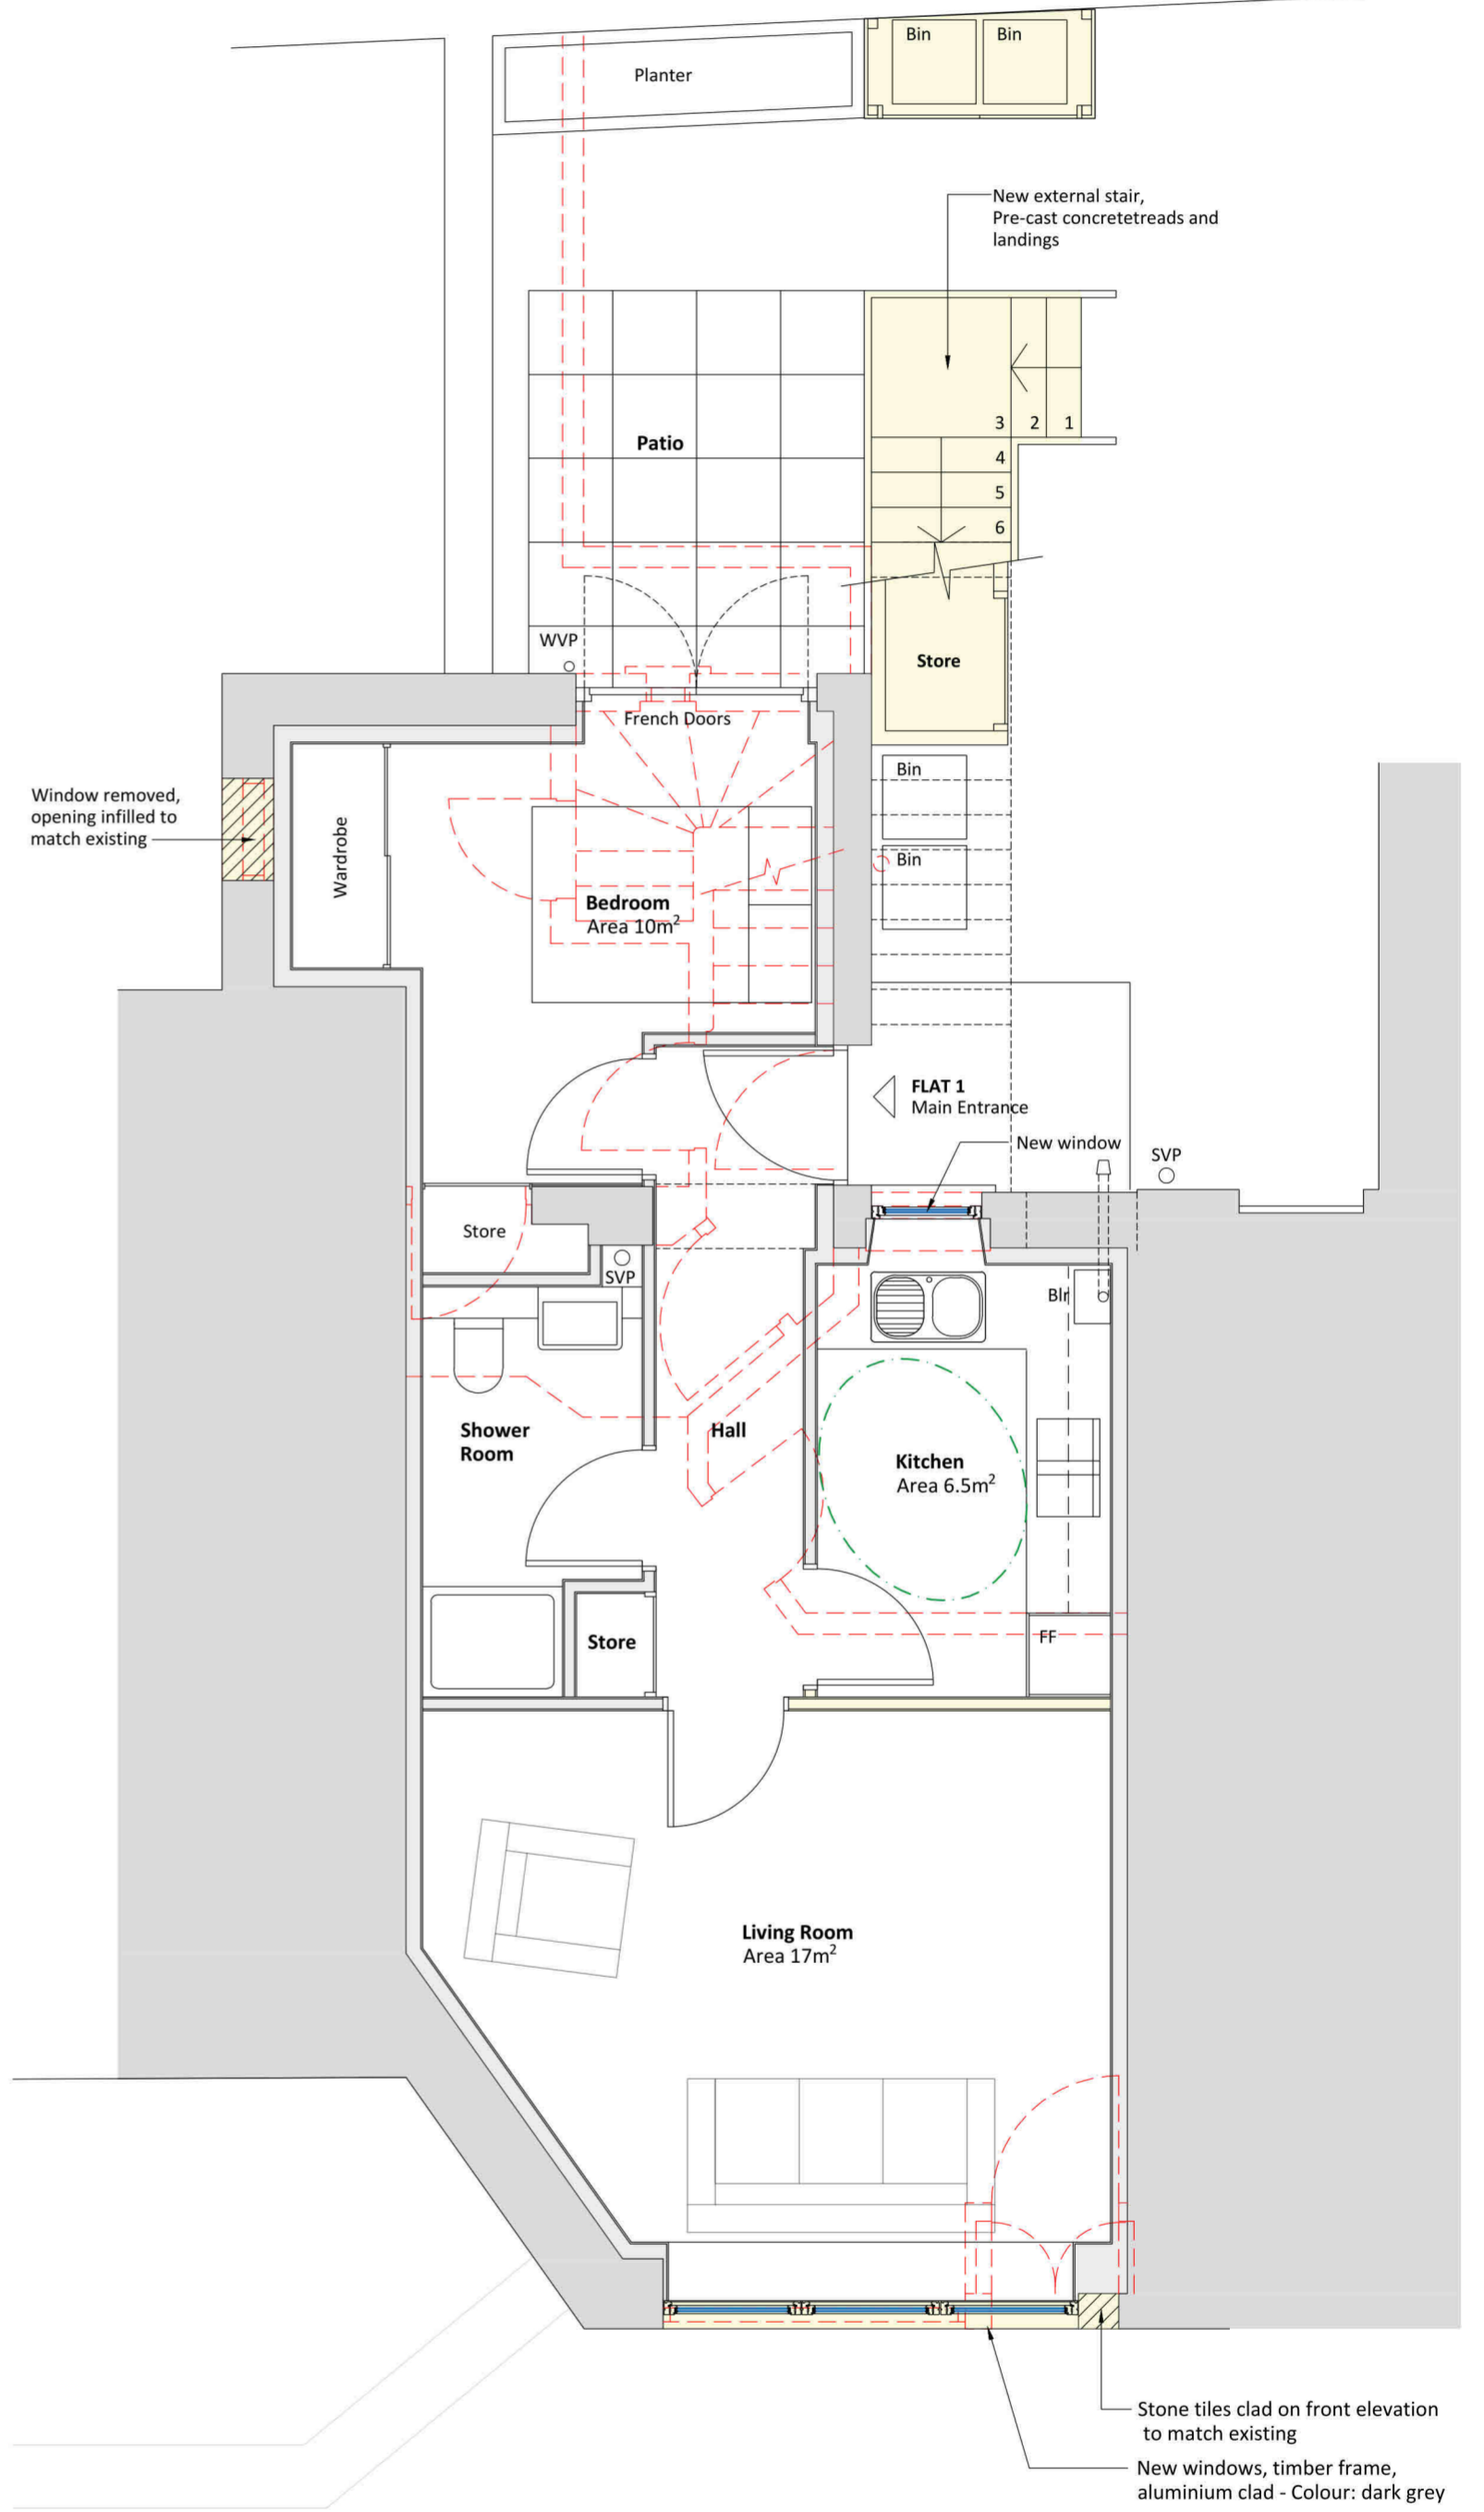 Bin
Bin
Planter
New external stair,
Pre-cast concretetreads and
landings
3 2 1
4
5
6
Patio
WVP
Store
French Doors
Bin
Window removed,
opening infilled to
match existing
Wardrobe
Bin
Bedroom
Area 10m²
FLAT 1
Main Entrance
New window
SVP
Store
SVP
Blr
Shower
Room
Hall
Kitchen
Area 6.5m²
Store
FF
Living Room
Area 17m²
Stone tiles clad on front elevation
to match existing
New windows, timber frame,
aluminium clad - Colour: dark grey